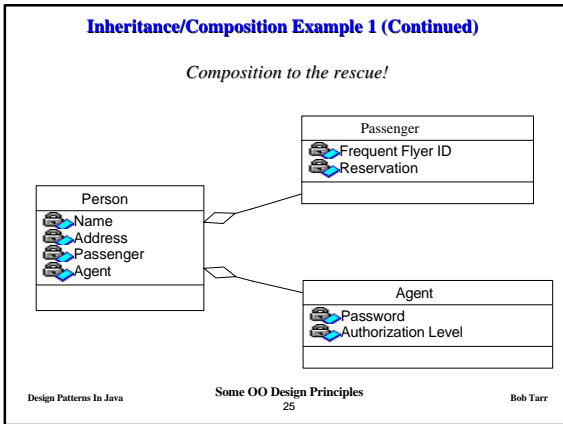 Inheritance/Composition Example 1 (Continued)
Composition to the rescue!
Passenger
Frequent Flyer ID
Reservation
Person
Name
Address
Passenger
Agent
Agent
Password
Authorization Level
Design Patterns In Java
Some OO Design Principles
25
Bob Tarr